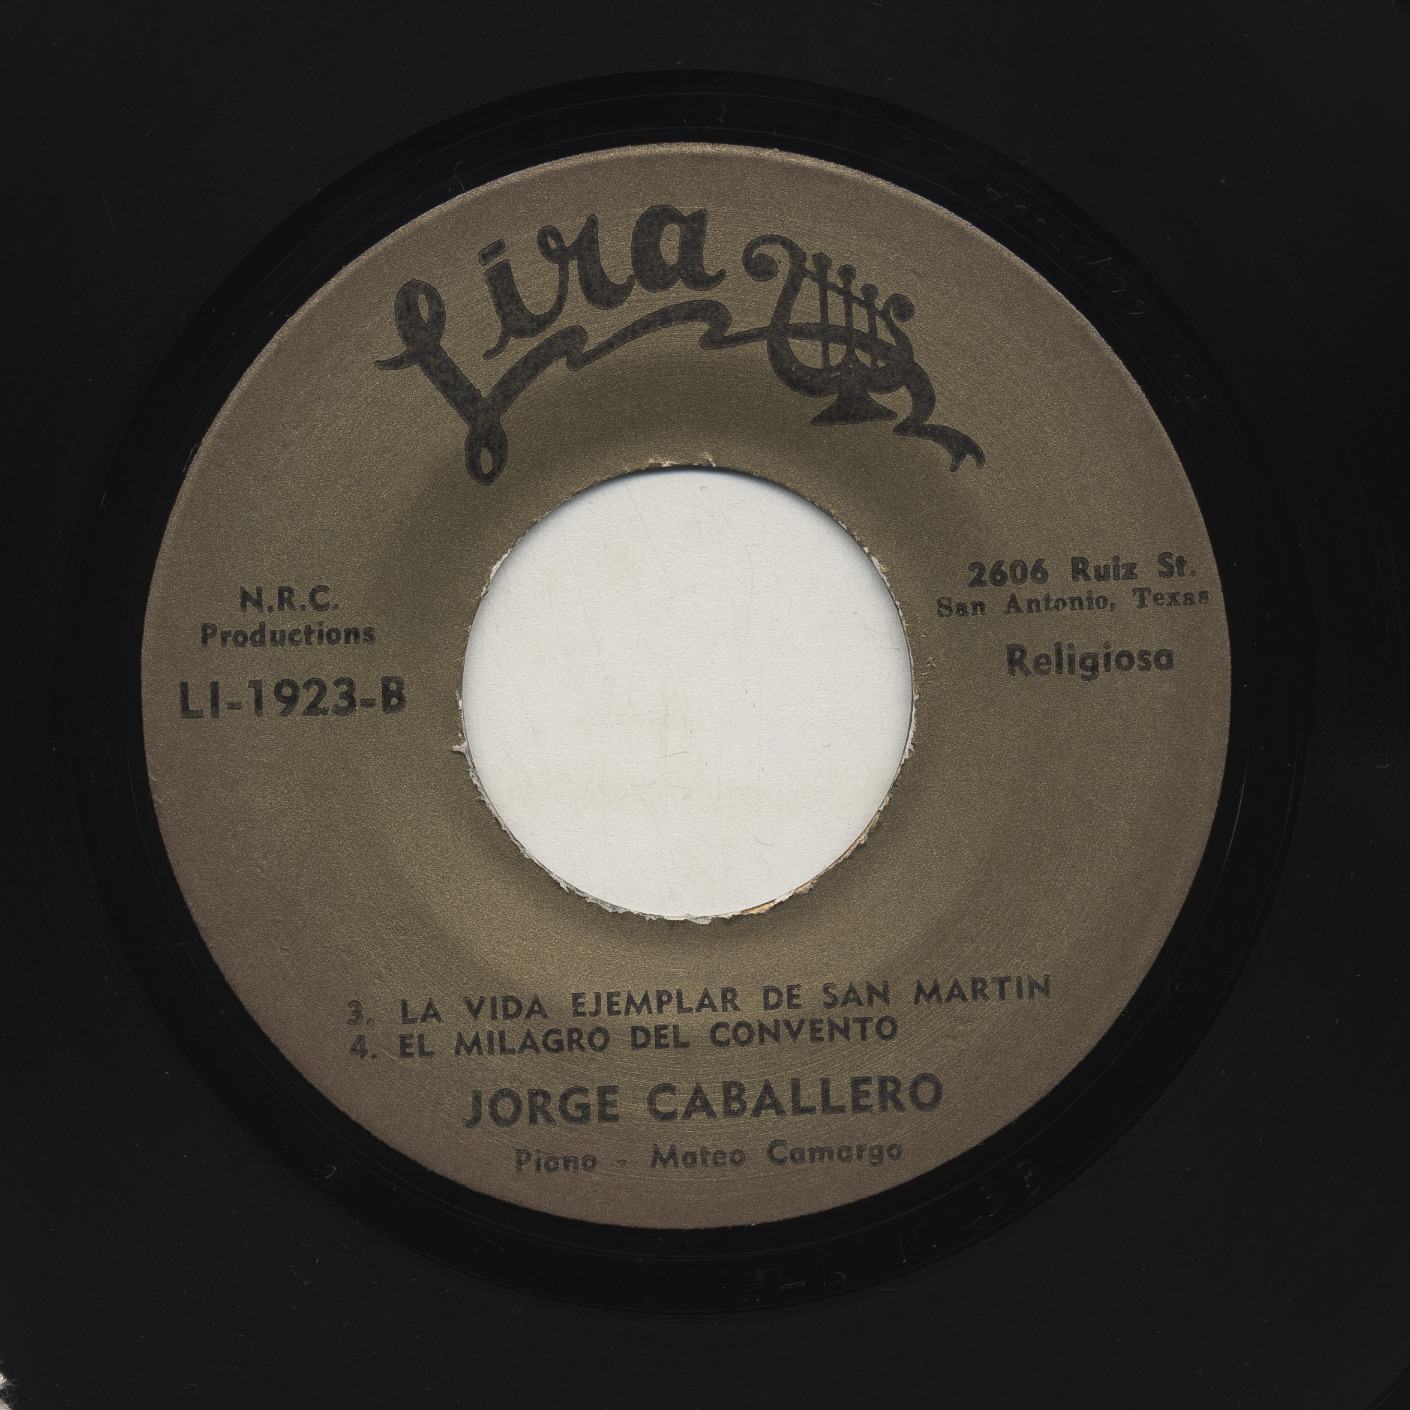 Lira
N.R.C.
Productions
LI-1923-B
2606 Ruiz St.
San Antonio, Texas
Religiosa
3. LA VIDA EJEMPLAR DE SAN MARTIN
4. EL MILAGRO DEL CONVENTO
JORGE CABALLERO
Piano - Mateo Camargo